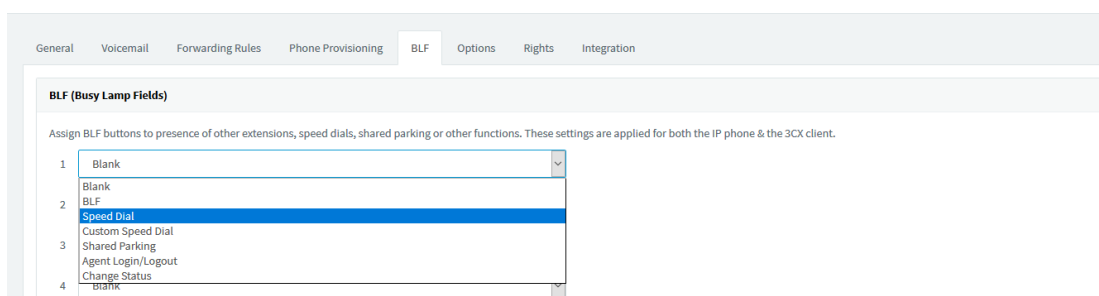 General Voicemail Forwarding Rules Phone Provisioning BLF Options Rights Integration
BLF (Busy Lamp Fields)
Assign BLF buttons to presence of other extensions, speed dials, shared parking or other functions. These settings are applied for both the IP phone & the 3CX client.
1 Blank
Blank
2 BLF
Speed Dial
Custom Speed Dial
3 Shared Parking
Agent Login/Logout
Change Status
4 Blank